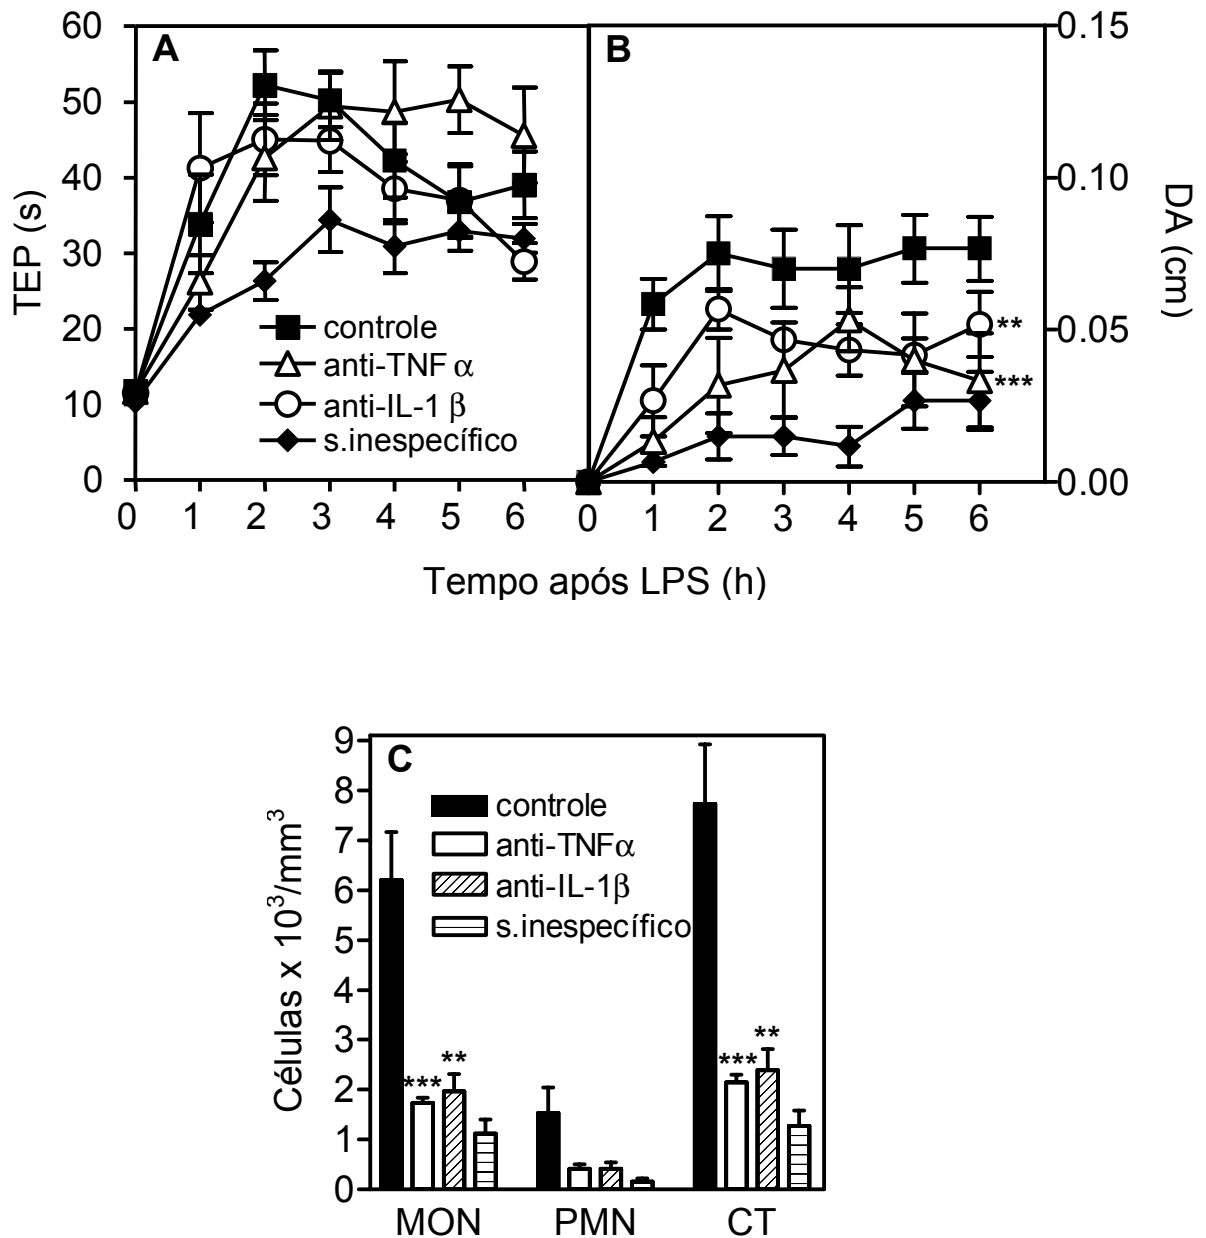 A
B
60
50
40
30
20
10
0
TEP (s)
0.15
0.10
0.05
0.00
DA (cm)
controle
anti-TNF α
anti-IL-1 β
s.inespecífico
**
***
0 1 2 3 4 5 6
0 1 2 3 4 5 6
Tempo após LPS (h)
C
9
8
7
6
5
4
3
2
1
0
Células x 10³/mm³
controle
anti-TNFα
anti-IL-1β
s.inespecífico
*** **
*** **
MON PMN CT